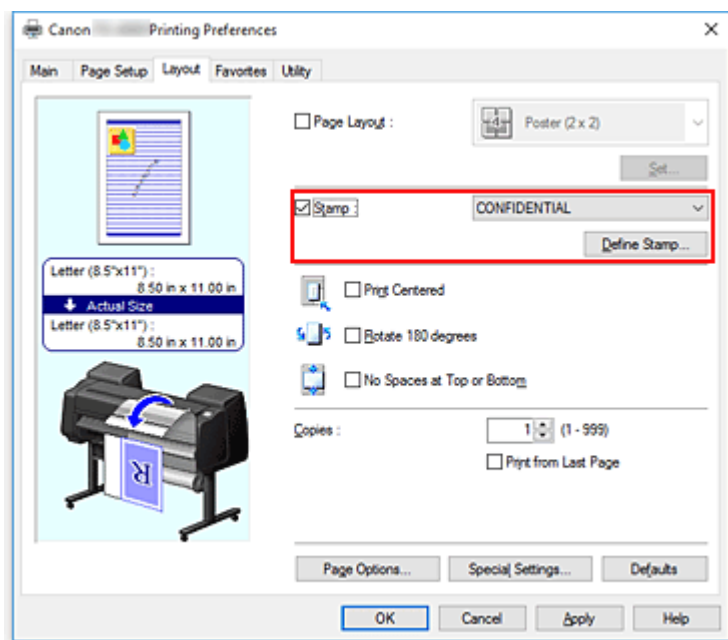 Canon Printing Preferences
Main Page Setup Layout Favorites Utility
Page Layout :
Poster (2 x 2)
Set...
Stamp :
CONFIDENTIAL
Define Stamp...
Letter (8.5"x11") :
8.50 in x 11.00 in
Actual Size
Letter (8.5"x11") :
8.50 in x 11.00 in
Print Centered
Rotate 180 degrees
No Spaces at Top or Bottom
Copies :
1 (1 - 999)
Print from Last Page
R
Page Options... Special Settings... Defaults
OK Cancel Apply Help